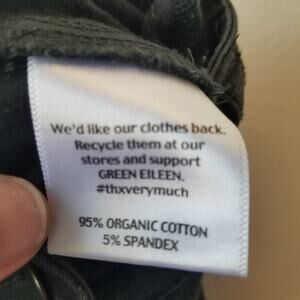 We'd like our clothes back.
Recycle them at our
stores and support
GREEN EILEEN.
#thxverymuch
95% ORGANIC COTTON
5% SPANDEX